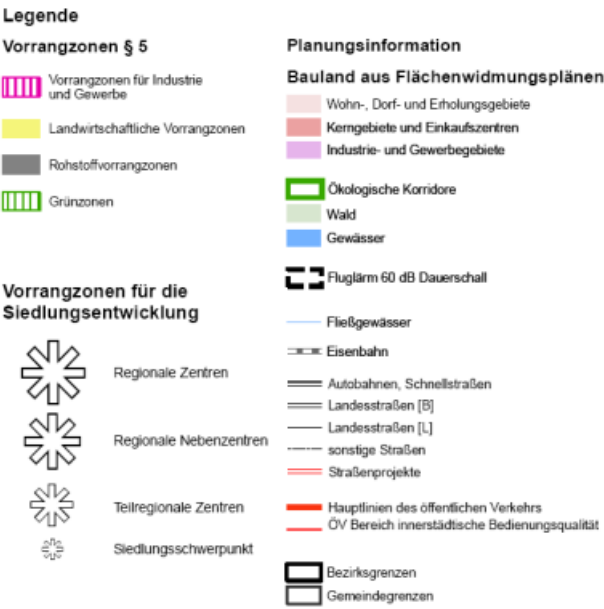 Legende
Vorrangzonen § 5
Vorrangzonen für Industrie
und Gewerbe
Landwirtschaftliche Vorrangzonen
Rohstoffvorrangzonen
Grünzonen
Vorrangzonen für die
Siedlungsentwicklung
Regionale Zentren
Regionale Nebenzentren
Teilregionale Zentren
Siedlungsschwerpunkt
Planungsinformation
Bauland aus Flächenwidmungsplänen
Wohn-, Dorf- und Erholungsgebiete
Kerngebiete und Einkaufszentren
Industrie- und Gewerbegebiete
Ökologische Korridore
Wald
Gewässer
Fluglärm 60 dB Dauerschall
Fließgewässer
Eisenbahn
Autobahnen, Schnellstraßen
Landesstraßen [B]
Landesstraßen [L]
sonstige Straßen
Straßenprojekte
Hauptlinien des öffentlichen Verkehrs
ÖV Bereich innerstädtische Bedienungsqualität
Bezirksgrenzen
Gemeindegrenzen